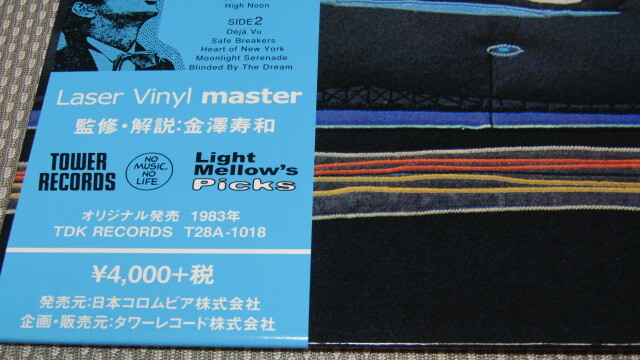 High Noon
SIDE2
Déjà Vu
Safe Breakers
Heart of New York
Moonlight Serenade
Blinded By The Dream
Laser Vinyl master
監修・解説:金澤寿和
TOWER RECORDS
NO MUSIC, NO LIFE.
Light Mellow's Picks
オリジナル発売 1983年
TDK RECORDS T28A-1018
¥4,000+税
発売元:日本コロムビア株式会社
企画・販売元:タワーレコード株式会社